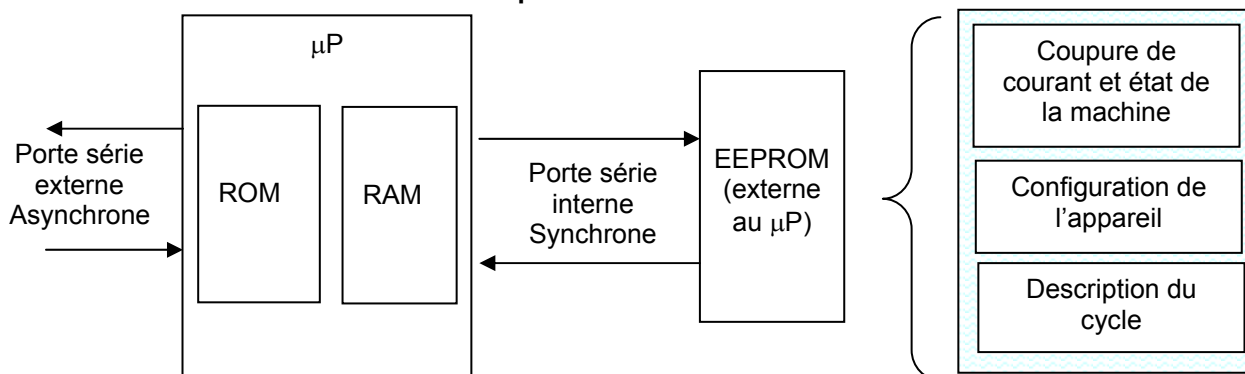 µP
Porte série
externe
Asynchrone
ROM
RAM
Porte série
interne
Synchrone
EEPROM
(externe
au µP)
Coupure de
courant et état de
la machine
Configuration de
l’appareil
Description du
cycle